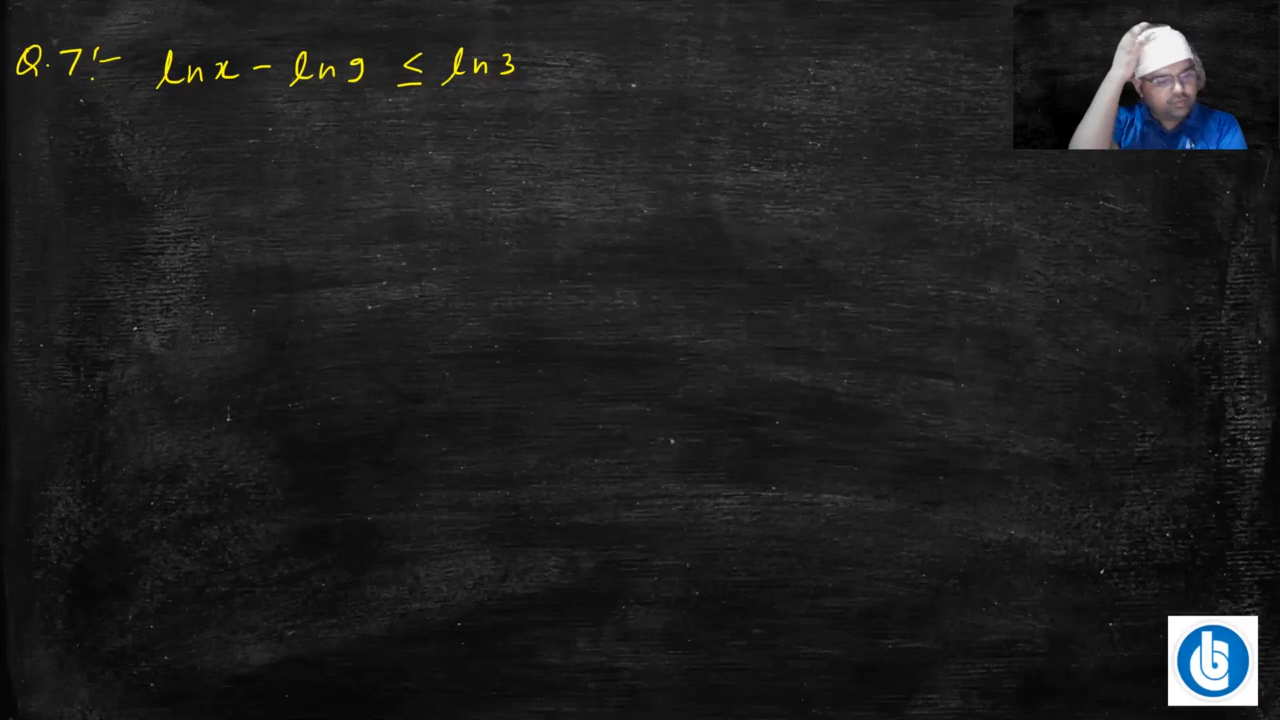 Q.7:- ln x - ln 9 ≤ ln 3